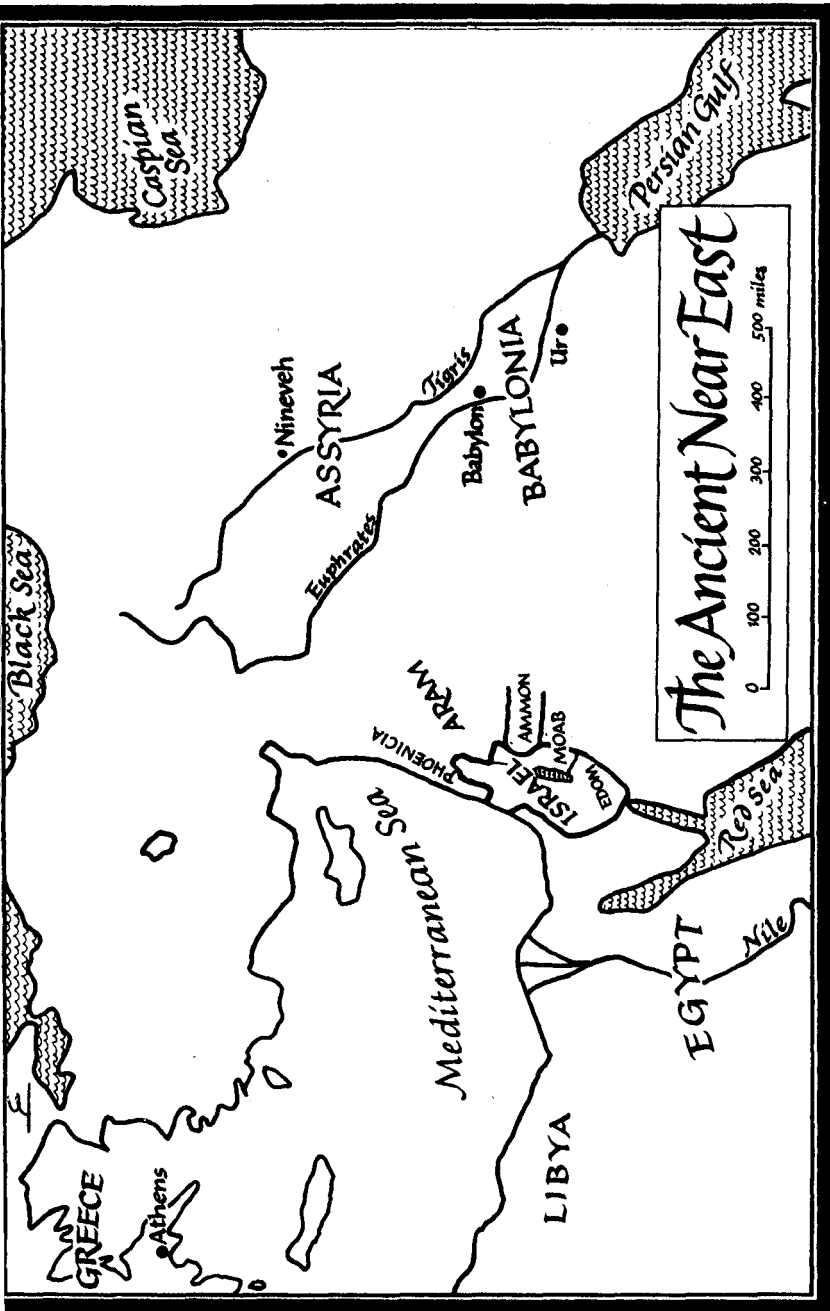 Black Sea
Caspian
Sea
GREECE
Athens
Nineveh
ASSYRIA
Tigris
Euphrates
Babylon
BABYLONIA
Ur
Persian Gulf
Mediterranean Sea
PHOENICIA
ARAM
AMMON
ISRAEL
MOAB
EDOM
LIBYA
EGYPT
Nile
Red Sea
The Ancient Near East
0 100 200 300 400 500 miles